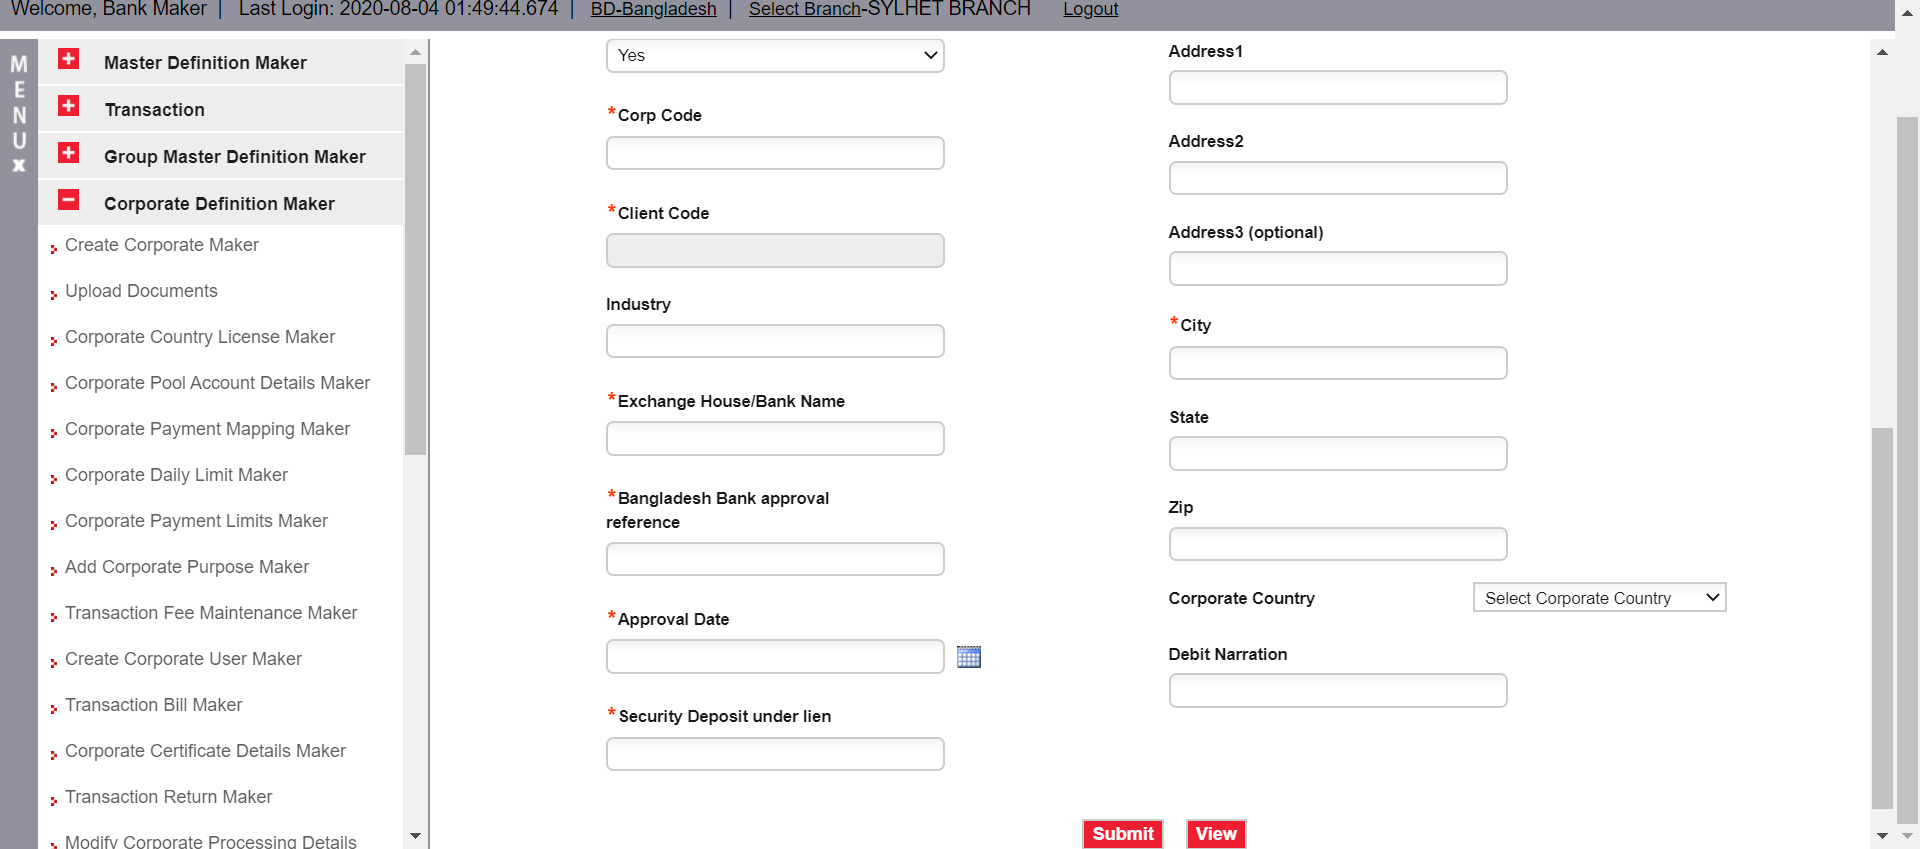 Welcome, Bank Maker | Last Login: 2020-08-04 01:49:44.674 | BD-Bangladesh | Select Branch-SYLHET BRANCH Logout
MENU
x
Master Definition Maker
Transaction
Group Master Definition Maker
Corporate Definition Maker
Create Corporate Maker
Upload Documents
Corporate Country License Maker
Corporate Pool Account Details Maker
Corporate Payment Mapping Maker
Corporate Daily Limit Maker
Corporate Payment Limits Maker
Add Corporate Purpose Maker
Transaction Fee Maintenance Maker
Create Corporate User Maker
Transaction Bill Maker
Corporate Certificate Details Maker
Transaction Return Maker
Modify Corporate Processing Details
Yes
*Corp Code
*Client Code
Industry
*Exchange House/Bank Name
*Bangladesh Bank approval
reference
*Approval Date
*Security Deposit under lien
Address1
Address2
Address3 (optional)
*City
State
Zip
Corporate Country
Select Corporate Country
Debit Narration
Submit
View